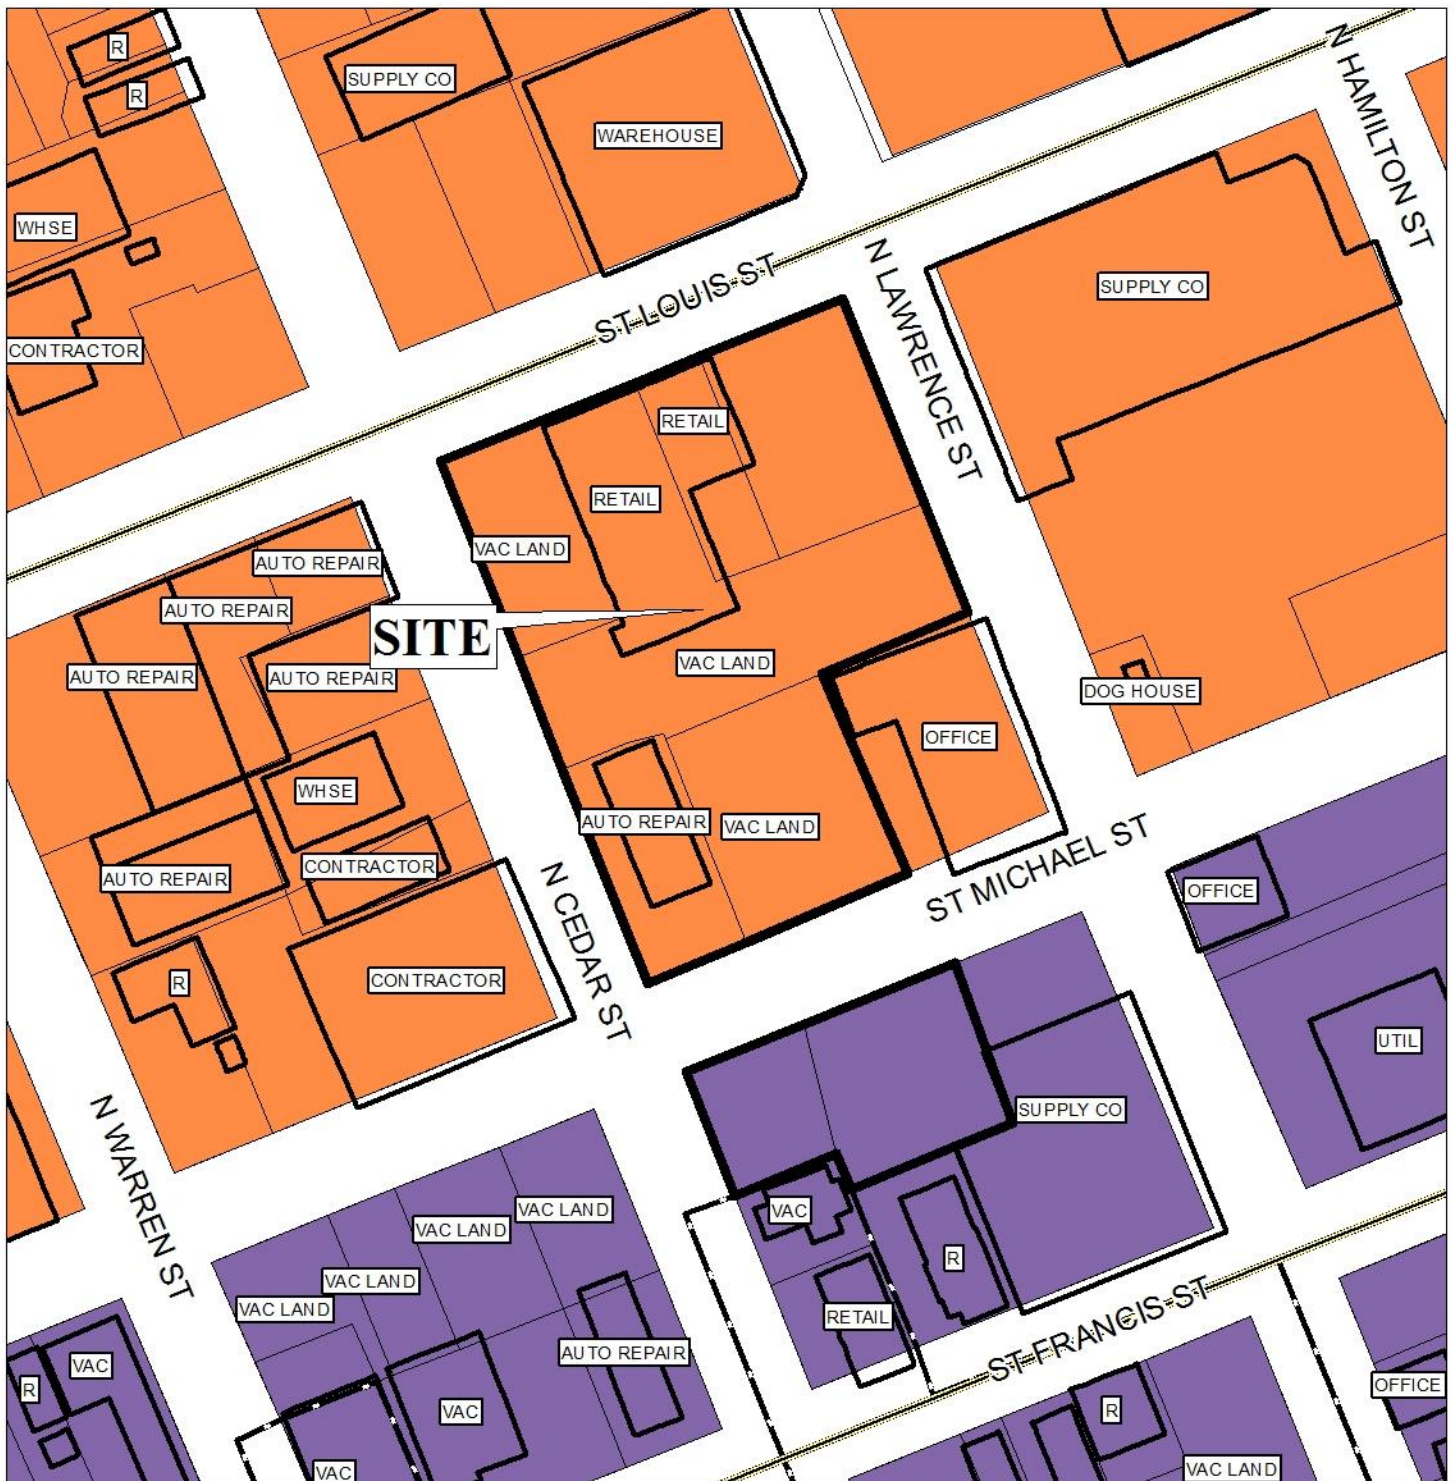 R
SUPPLY CO
R
WAREHOUSE
N HAMILTON ST
WHSE
CONTRACTOR
ST LOUIS ST
N LAWRENCE ST
SUPPLY CO
RETAIL
RETAIL
VAC LAND
AUTO REPAIR
AUTO REPAIR
SITE
AUTO REPAIR
AUTO REPAIR
VAC LAND
DOG HOUSE
OFFICE
WHSE
AUTO REPAIR
VAC LAND
CONTRACTOR
AUTO REPAIR
ST MICHAEL ST
OFFICE
N CEDAR ST
R
CONTRACTOR
UTIL
N WARREN ST
SUPPLY CO
VAC LAND
VAC LAND
VAC
R
VAC LAND
VAC LAND
RETAIL
ST FRANCIS ST
AUTO REPAIR
VAC
R
OFFICE
VAC
R
VAC
VAC LAND